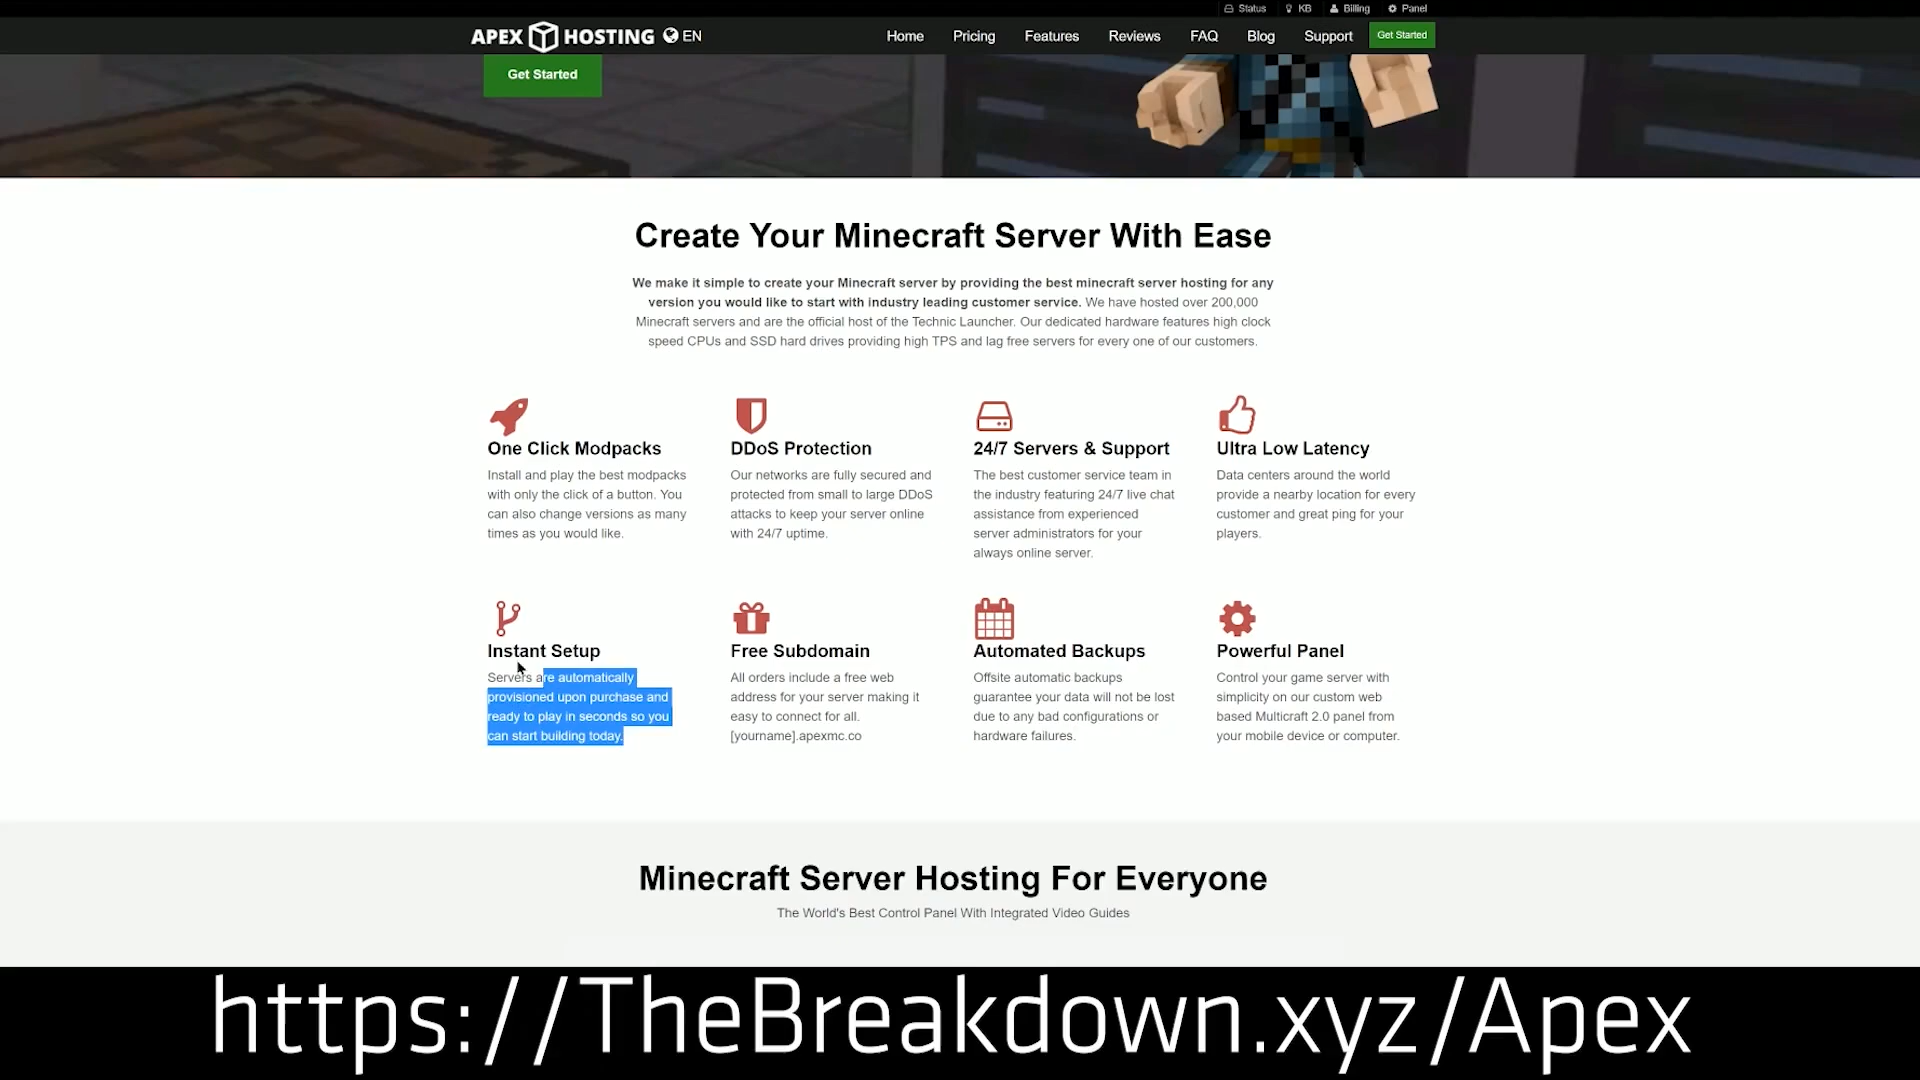 Status KB Billing Panel
APEX HOSTING EN Home Pricing Features Reviews FAQ Blog Support Get Started
Get Started
Create Your Minecraft Server With Ease
We make it simple to create your Minecraft server by providing the best minecraft server hosting for any
version you would like to start with industry leading customer service. We have hosted over 200,000
Minecraft servers and are the official host of the Technic Launcher. Our dedicated hardware features high clock
speed CPUs and SSD hard drives providing high TPS and lag free servers for every one of our customers.
One Click Modpacks
Install and play the best modpacks
with only the click of a button. You
can also change versions as many
times as you would like.
DDoS Protection
Our networks are fully secured and
protected from small to large DDoS
attacks to keep your server online
with 24/7 uptime.
24/7 Servers & Support
The best customer service team in
the industry featuring 24/7 live chat
assistance from experienced
server administrators for your
always online server.
Ultra Low Latency
Data centers around the world
provide a nearby location for every
customer and great ping for your
players.
Instant Setup
Servers are automatically
provisioned upon purchase and
ready to play in seconds so you
can start building today.
Free Subdomain
All orders include a free web
address for your server making it
easy to connect for all.
[yourname].apexmc.co
Automated Backups
Offsite automatic backups
guarantee your data will not be lost
due to any bad configurations or
hardware failures.
Powerful Panel
Control your game server with
simplicity on our custom web
based Multicraft 2.0 panel from
your mobile device or computer.
Minecraft Server Hosting For Everyone
The World's Best Control Panel With Integrated Video Guides
https://TheBreakdown.xyz/Apex